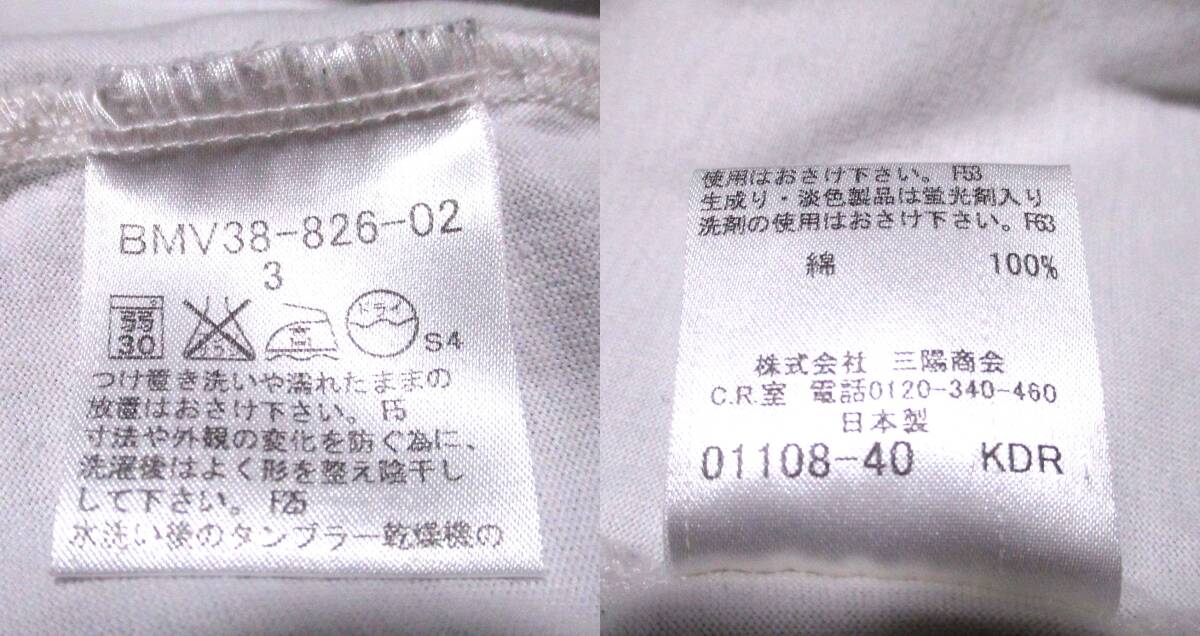 BMV38-826-02
3
弱
30
ドライ
S4
つけ置き洗いや濡れたままの
放置はおさけ下さい。F5
寸法や外観の変化を防ぐ為に、
洗濯後はよく形を整え陰干し
して下さい。F25
水洗い後のタンブラー乾燥機の
使用はおさけ下さい。F53
生成り・淡色製品は蛍光剤入り
洗剤の使用はおさけ下さい。F63
綿 100%
株式会社 三陽商会
C.R.室 電話0120-340-460
日本製
01108-40 KDR